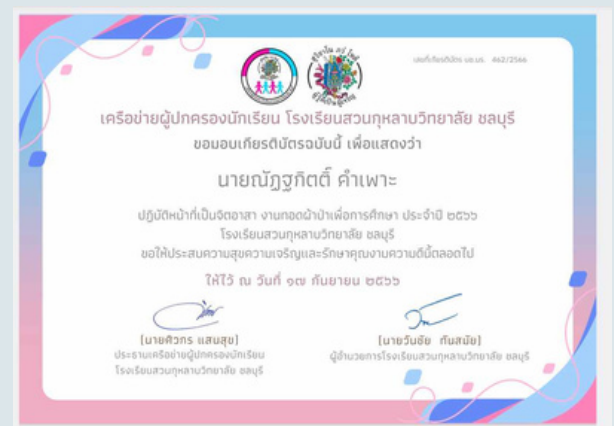 เลขที่เกียรติบัตร นธ.นร. 462/2566
เครือข่ายผู้ปกครองนักเรียน โรงเรียนสวนกุหลาบวิทยาลัย ชลบุรี
ขอมอบเกียรติบัตรฉบับนี้ เพื่อแสดงว่า
นายณัฏฐกิตติ์ คำเพาะ
ปฏิบัติหน้าที่เป็นจิตอาสา งานทอดผ้าป่าเพื่อการศึกษา ประจำปี ๒๕๖๖
โรงเรียนสวนกุหลาบวิทยาลัย ชลบุรี
ขอให้ประสบความสุขความเจริญและรักษาคุณงามความดีนี้ตลอดไป
ให้ไว้ ณ วันที่ ๑๗ กันยายน ๒๕๖๖
(นายศิวกร แสนสุข)
ประธานเครือข่ายผู้ปกครองนักเรียน
โรงเรียนสวนกุหลาบวิทยาลัย ชลบุรี
(นายวันชัย ทันสมัย)
ผู้อำนวยการโรงเรียนสวนกุหลาบวิทยาลัย ชลบุรี